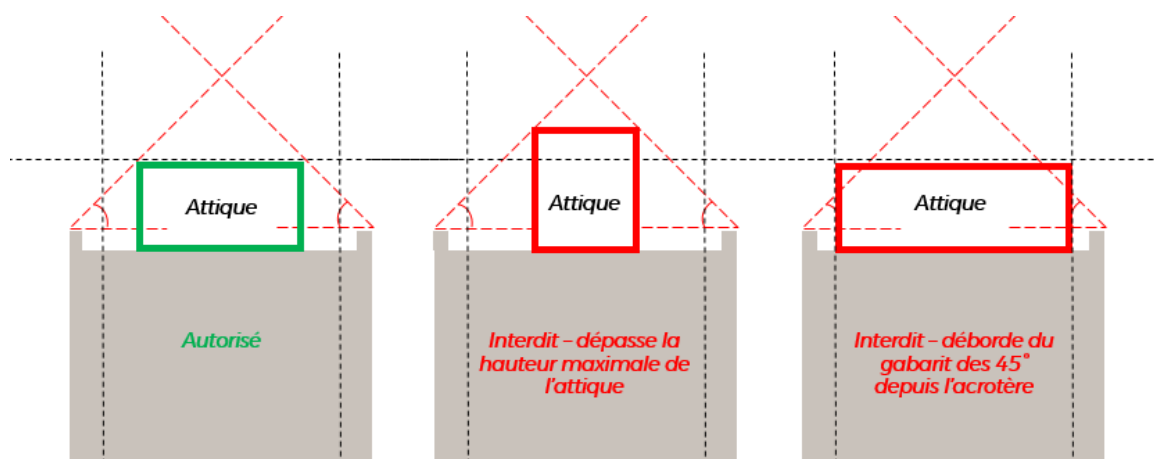 Attique
Attique
Attique
Autorisé
Interdit – dépasse la
hauteur maximale de
l'attique
Interdit – déborde du
gabarit des 45°
depuis l'acrotère